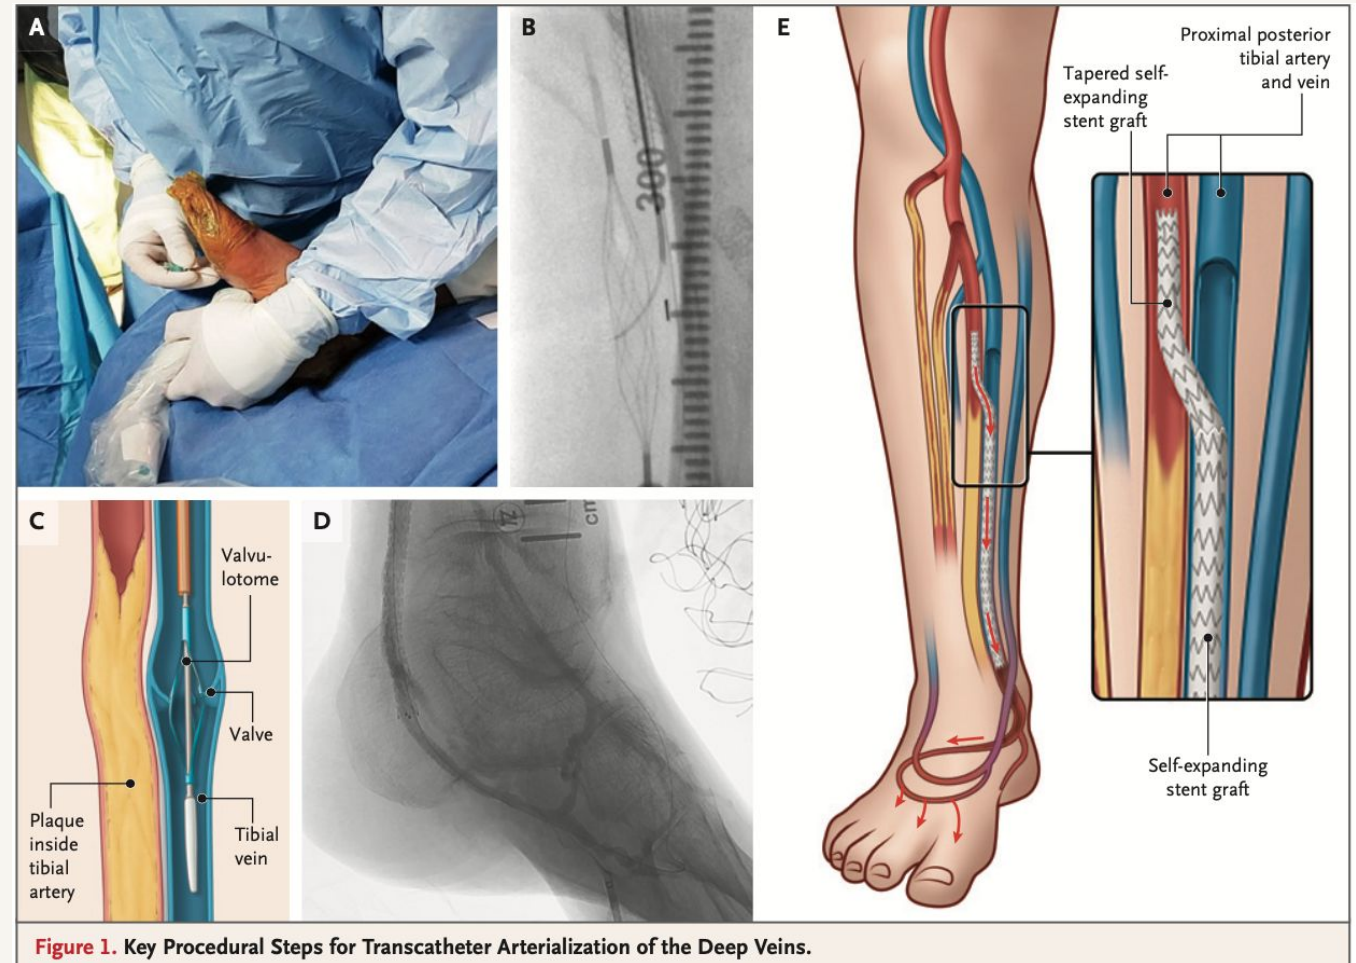 A
B
300
C
Valvu-
lotome
Valve
Plaque
inside
tibial
artery
Tibial
vein
D
cm
E
Proximal posterior
tibial artery
and vein
Tapered self-
expanding
stent graft
Self-expanding
stent graft
Figure 1. Key Procedural Steps for Transcatheter Arterialization of the Deep Veins.